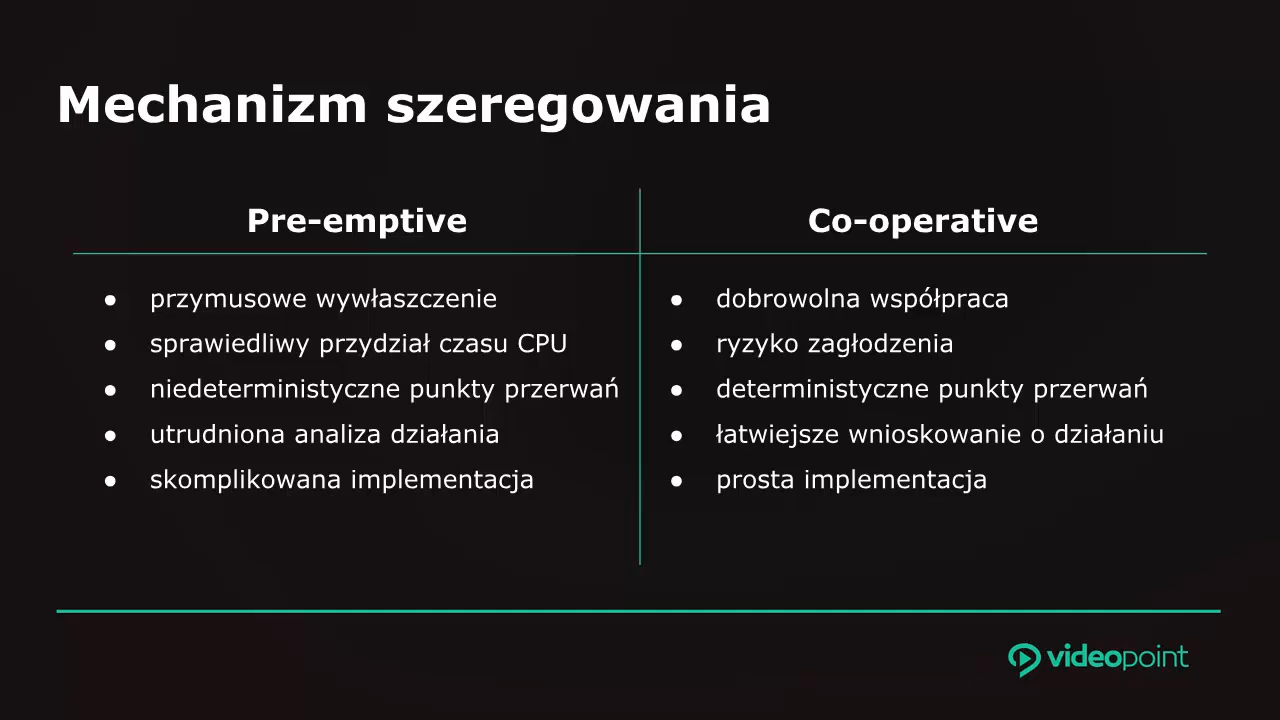 Mechanizm szeregowania
Pre-emptive
● przymusowe wywłaszczenie
● sprawiedliwy przydział czasu CPU
● niedeterministyczne punkty przerwań
● utrudniona analiza działania
● skomplikowana implementacja
Co-operative
● dobrowolna współpraca
● ryzyko zagłodzenia
● deterministyczne punkty przerwań
● łatwiejsze wnioskowanie o działaniu
● prosta implementacja
videopoint